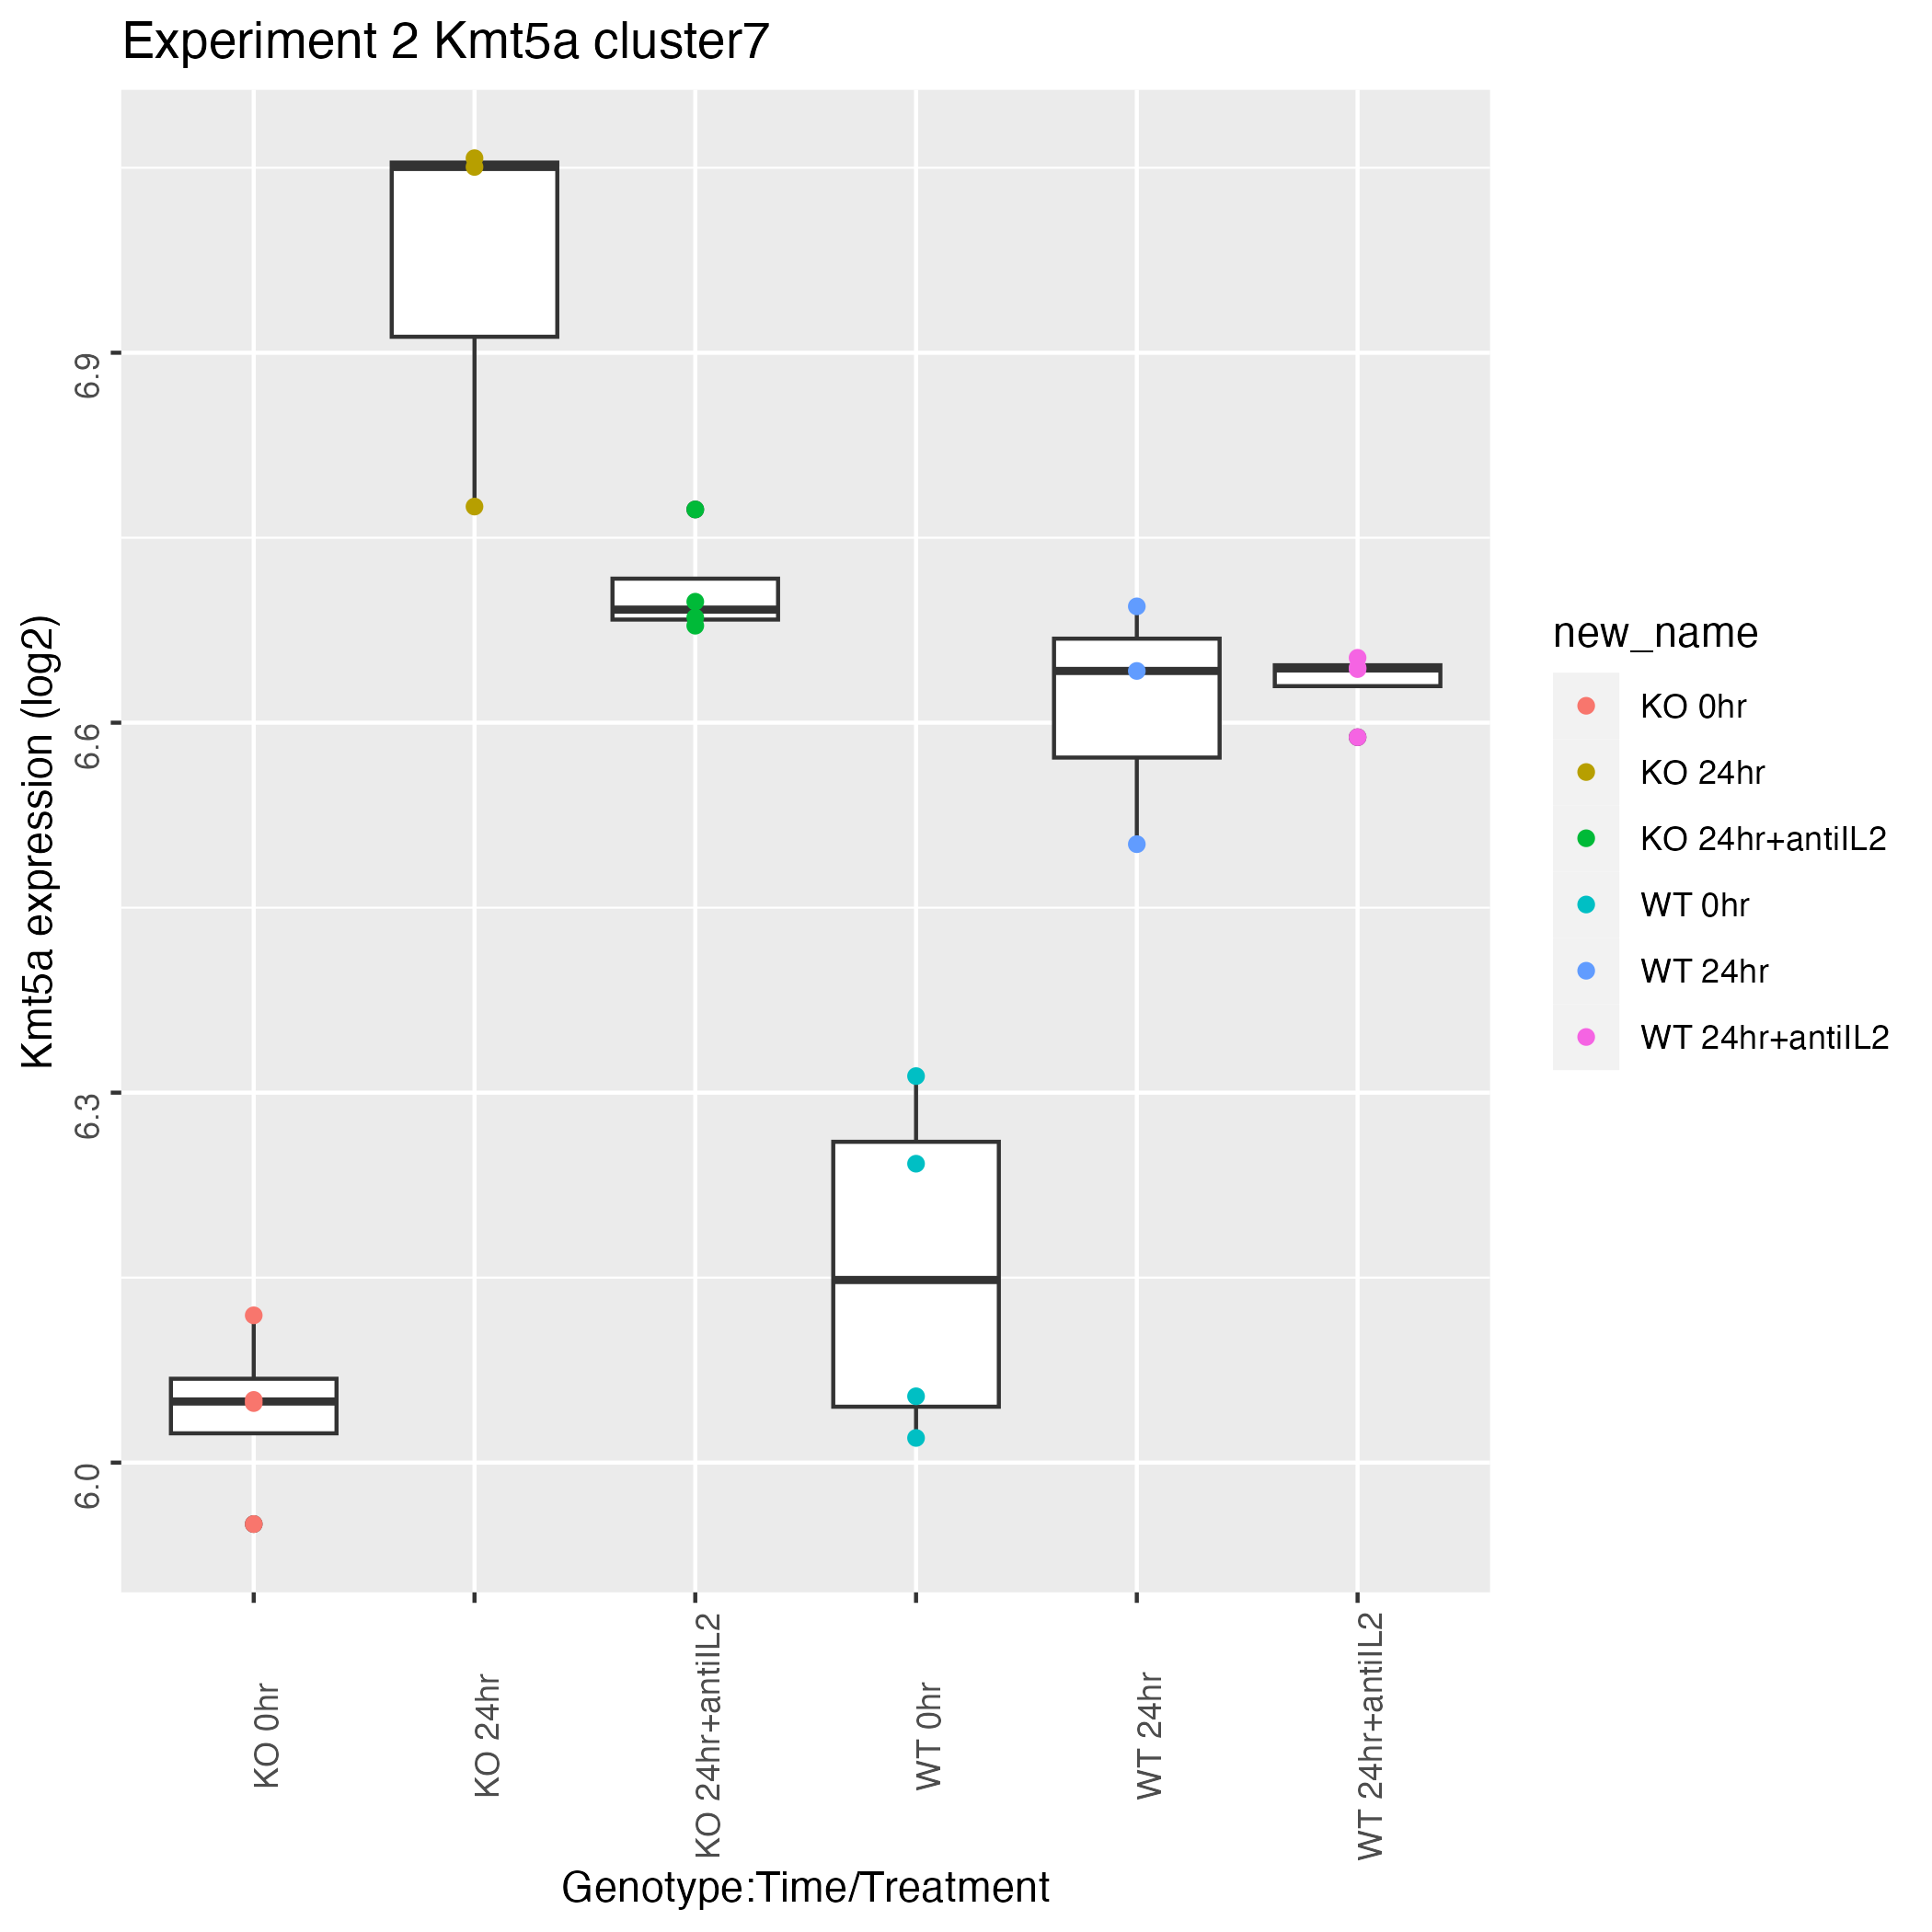 Experiment 2 Kmt5a cluster7
Kmt5a expression (log2)
6.9
6.6
6.3
6.0
KO 0hr
KO 24hr
KO 24hr+antiIL2
WT 0hr
WT 24hr
WT 24hr+antiIL2
Genotype:Time/Treatment
new_name
KO 0hr
KO 24hr
KO 24hr+antiIL2
WT 0hr
WT 24hr
WT 24hr+antiIL2